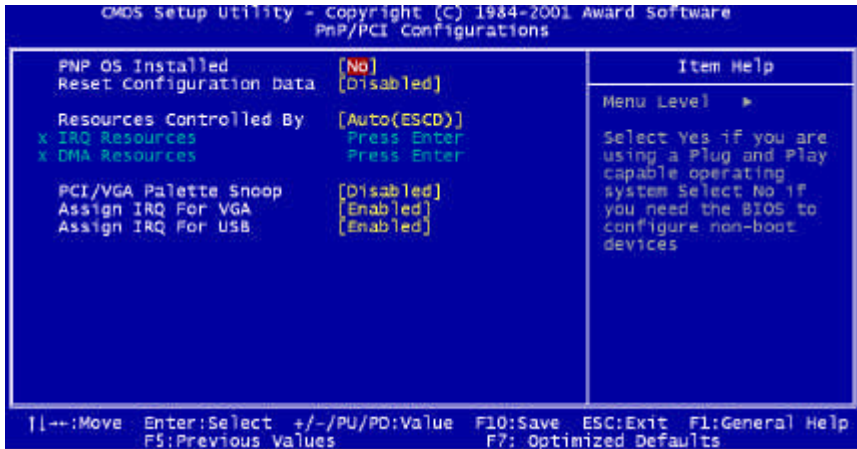 CMOS Setup Utility - Copyright (C) 1984-2001 Award Software
PnP/PCI Configurations
PNP OS Installed [No]
Reset Configuration Data [Disabled]
Resources Controlled By [Auto(ESCD)]
x IRQ Resources Press Enter
x DMA Resources Press Enter
PCI/VGA Palette Snoop [Disabled]
Assign IRQ For VGA [Enabled]
Assign IRQ For USB [Enabled]
Item Help
Menu Level ►
Select Yes if you are
using a Plug and Play
capable operating
system Select No if
you need the BIOS to
configure non-boot
devices
↑↓→←:Move Enter:Select +/-/PU/PD:Value F10:Save ESC:Exit F1:General Help
F5:Previous Values F7: Optimized Defaults